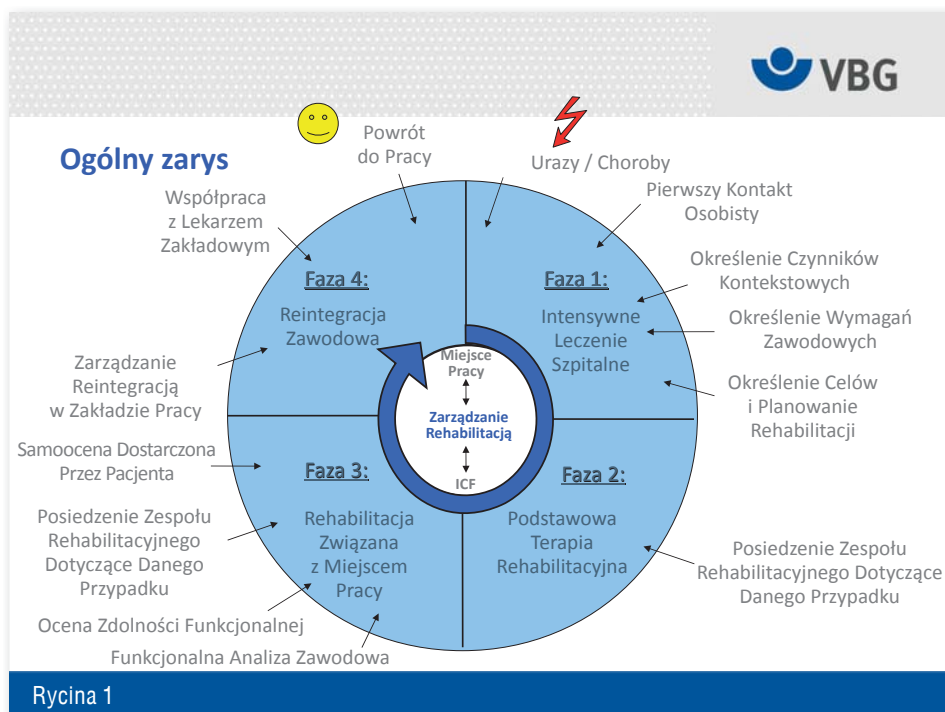 VBG
Ogólny zarys
Powrót
do Pracy
Urazy / Choroby
Pierwszy Kontakt
Osobisty
Określenie Czynników
Kontekstowych
Określenie Wymagań
Zawodowych
Określenie Celów
i Planowanie
Rehabilitacji
Faza 1:
Intensywne
Leczenie
Szpitalne
Faza 2:
Podstawowa
Terapia
Rehabilitacyjna
Posiedzenie Zespołu
Rehabilitacyjnego Dotyczące
Danego Przypadku
Faza 3:
Rehabilitacja
Związana
z Miejscem
Pracy
Samoocena Dostarczona
Przez Pacjenta
Posiedzenie Zespołu
Rehabilitacyjnego
Dotyczące Danego
Przypadku
Ocena Zdolności Funkcjonalnej
Funkcjonalna Analiza Zawodowa
Faza 4:
Reintegracja
Zawodowa
Współpraca
z Lekarzem
Zakładowym
Zarządzanie
Reintegracją
w Zakładzie Pracy
Miejsce
Pracy
Zarządzanie
Rehabilitacją
ICF
Rycina 1